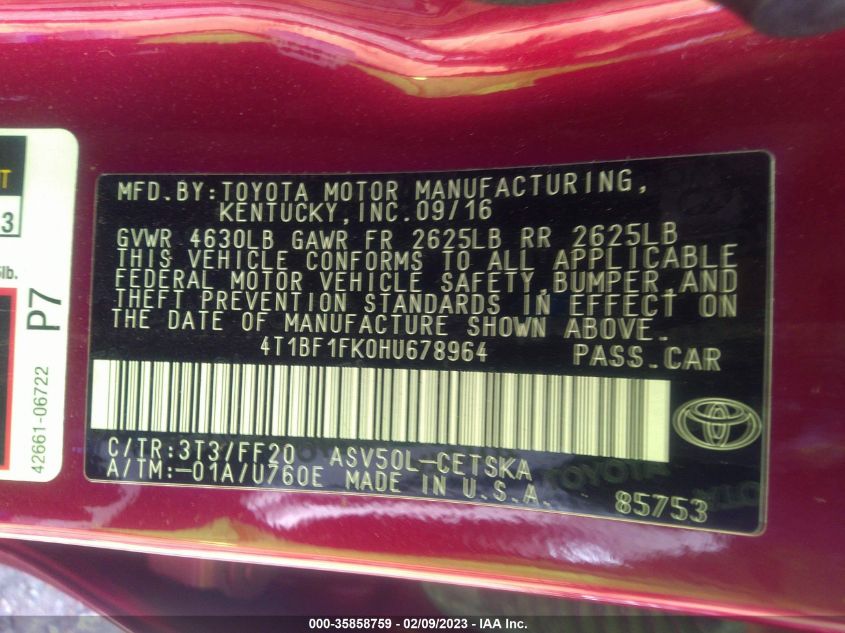 MFD.BY:TOYOTA MOTOR MANUFACTURING,
KENTUCKY,INC.09/16
GVWR 4630LB GAWR FR 2625LB RR 2625LB
THIS VEHICLE CONFORMS TO ALL APPLICABLE
FEDERAL MOTOR VEHICLE SAFETY,BUMPER,AND
THEFT PREVENTION STANDARDS IN EFFECT ON
THE DATE OF MANUFACTURE SHOWN ABOVE.
4T1BF1FK0HU678964 PASS.CAR
C/TR:3T3/FF20 ASV50L-CETSKA
A/TM:-01A/U760E MADE IN U.S.A.
85753
TOYOTA
3
lb.
P7
42661-06722
000-35858759 - 02/09/2023 - IAA Inc.